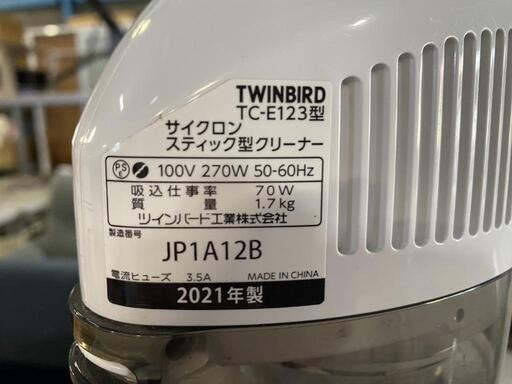 TWINBIRD
TC-E123型
サイクロン
スティック型クリーナー
PSE 100V 270W 50-60Hz
吸込仕事率 70W
質量 1.7kg
ツインバード工業株式会社
製造番号
JP1A12B
電流ヒューズ 3.5A MADE IN CHINA
2021年製